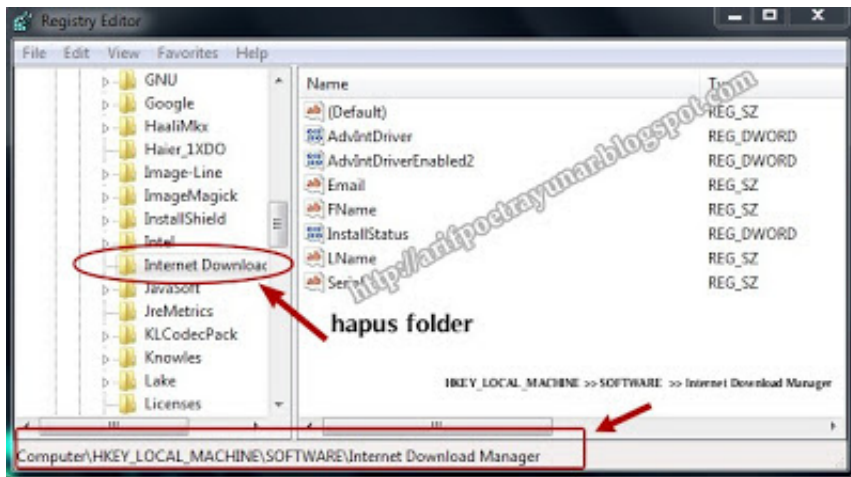 Registry Editor
File Edit View Favorites Help
GNU
Google
HaaliMkx
Haier_1XDO
Image-Line
ImageMagick
InstallShield
Intel
Internet Downloac
JavaSoft
JreMetrics
KLCodecPack
Knowles
Lake
Licenses
Name
(Default) REG_SZ
AdvIntDriver REG_DWORD
AdvIntDriverEnabled2 REG_DWORD
Email REG_SZ
FName REG_SZ
InstallStatus REG_DWORD
LName REG_SZ
REG_SZ
http://arifpoetrayunar.blogspot.com
hapus folder
HKEY_LOCAL_MACHINE >> SOFTWARE >> Internet Download Manager
Computer\HKEY_LOCAL_MACHINE\SOFTWARE\Internet Download Manager